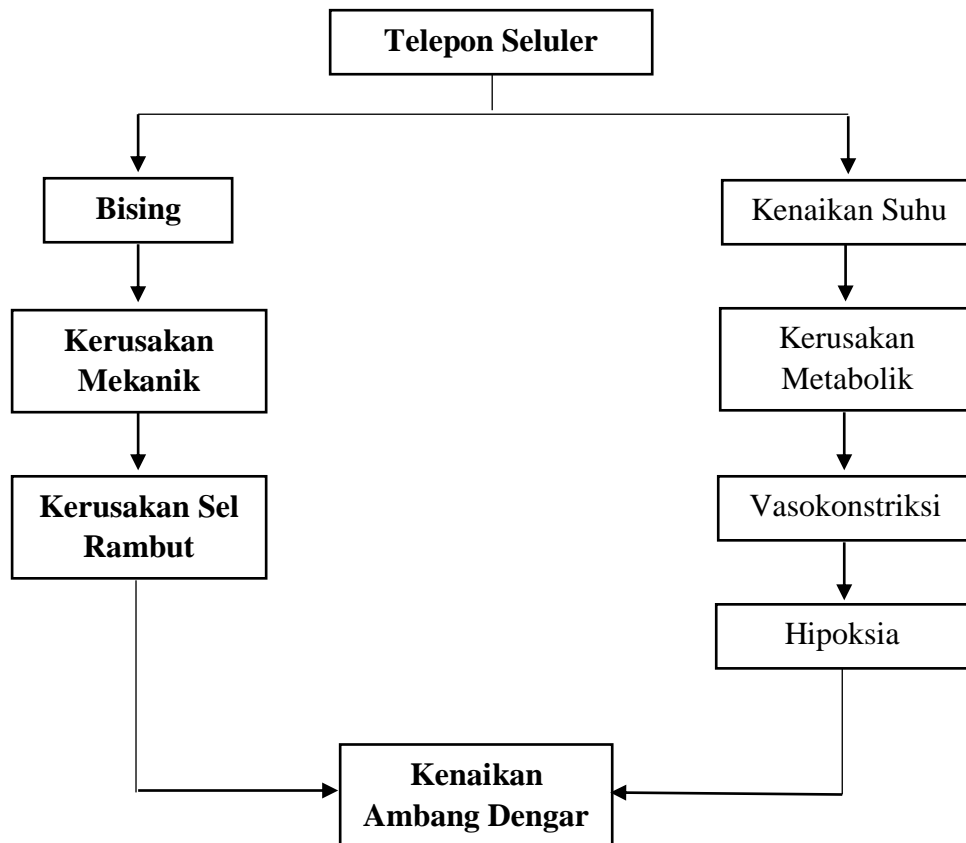 Telepon Seluler
Bising
Kenaikan Suhu
Kerusakan
Mekanik
Kerusakan
Metabolik
Kerusakan Sel
Rambut
Vasokonstriksi
Hipoksia
Kenaikan
Ambang Dengar